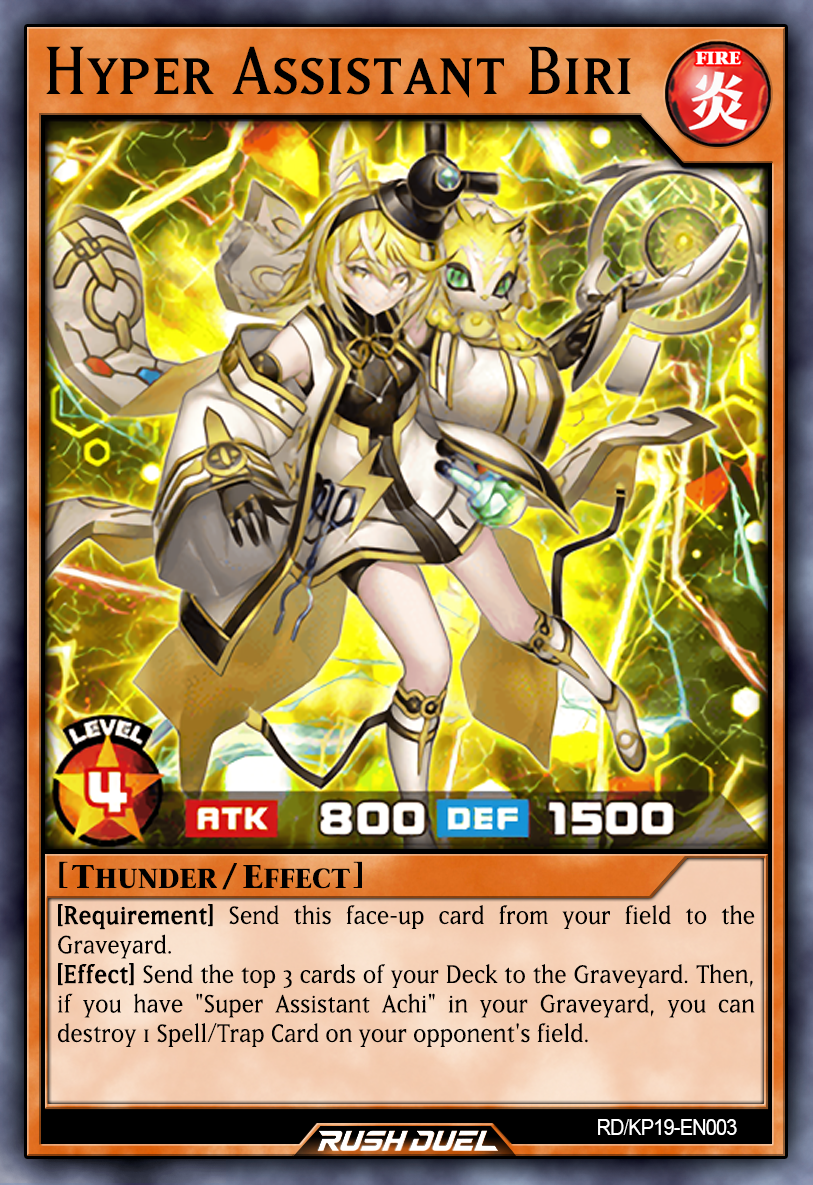 Hyper Assistant Biri
FIRE
炎
LEVEL
4
ATK 800 DEF 1500
[Thunder/Effect]
[Requirement] Send this face-up card from your field to the
Graveyard.
[Effect] Send the top 3 cards of your Deck to the Graveyard. Then,
if you have "Super Assistant Achi" in your Graveyard, you can
destroy 1 Spell/Trap Card on your opponent's field.
RD/KP19-EN003
RUSH DUEL